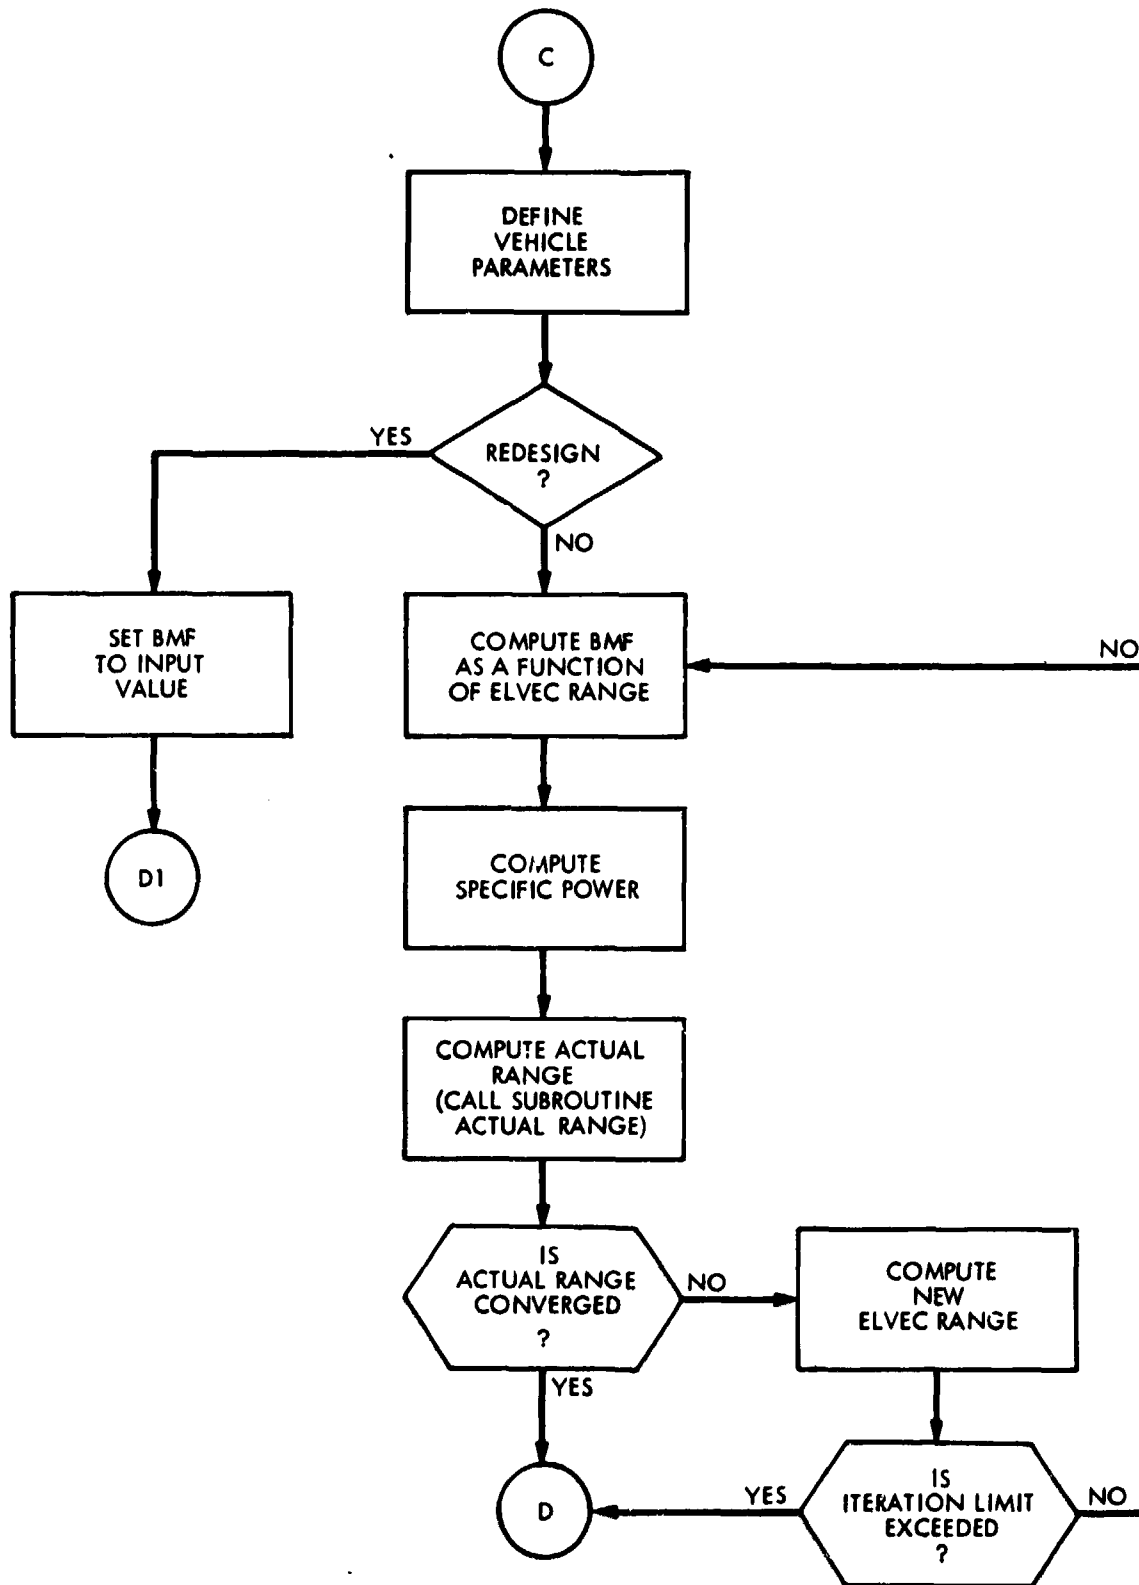 C
DEFINE
VEHICLE
PARAMETERS
YES
REDESIGN
?
NO
SET BMF
TO INPUT
VALUE
COMPUTE BMF
AS A FUNCTION
OF ELVEC RANGE
NO
D1
COMPUTE
SPECIFIC POWER
COMPUTE ACTUAL
RANGE
(CALL SUBROUTINE
ACTUAL RANGE)
IS
ACTUAL RANGE
CONVERGED
?
NO
COMPUTE
NEW
ELVEC RANGE
YES
D
YES
IS
ITERATION LIMIT
EXCEEDED
?
NO